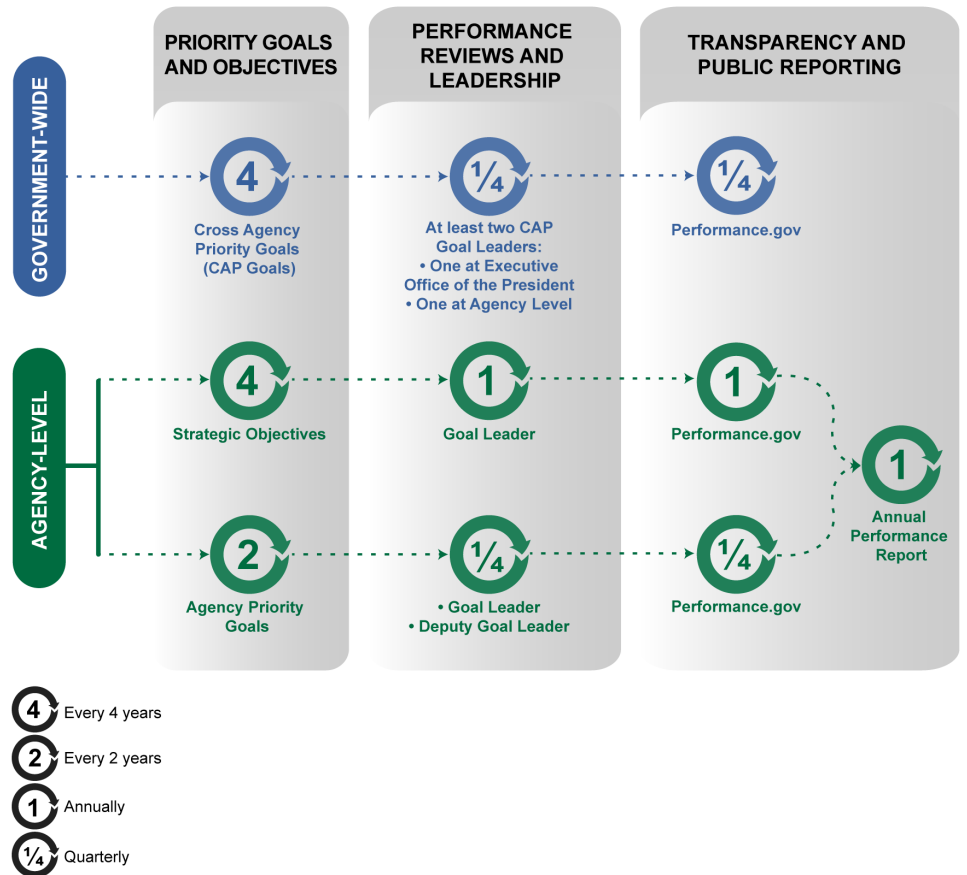 PRIORITY GOALS
AND OBJECTIVES
PERFORMANCE
REVIEWS AND
LEADERSHIP
TRANSPARENCY AND
PUBLIC REPORTING
GOVERNMENT-WIDE
4
Cross Agency
Priority Goals
(CAP Goals)
¼
At least two CAP
Goal Leaders:
• One at Executive
Office of the President
• One at Agency Level
¼
Performance.gov
AGENCY-LEVEL
4
Strategic Objectives
1
Goal Leader
1
Performance.gov
2
Agency Priority
Goals
¼
• Goal Leader
• Deputy Goal Leader
¼
Performance.gov
1
Annual
Performance
Report
4 Every 4 years
2 Every 2 years
1 Annually
¼ Quarterly